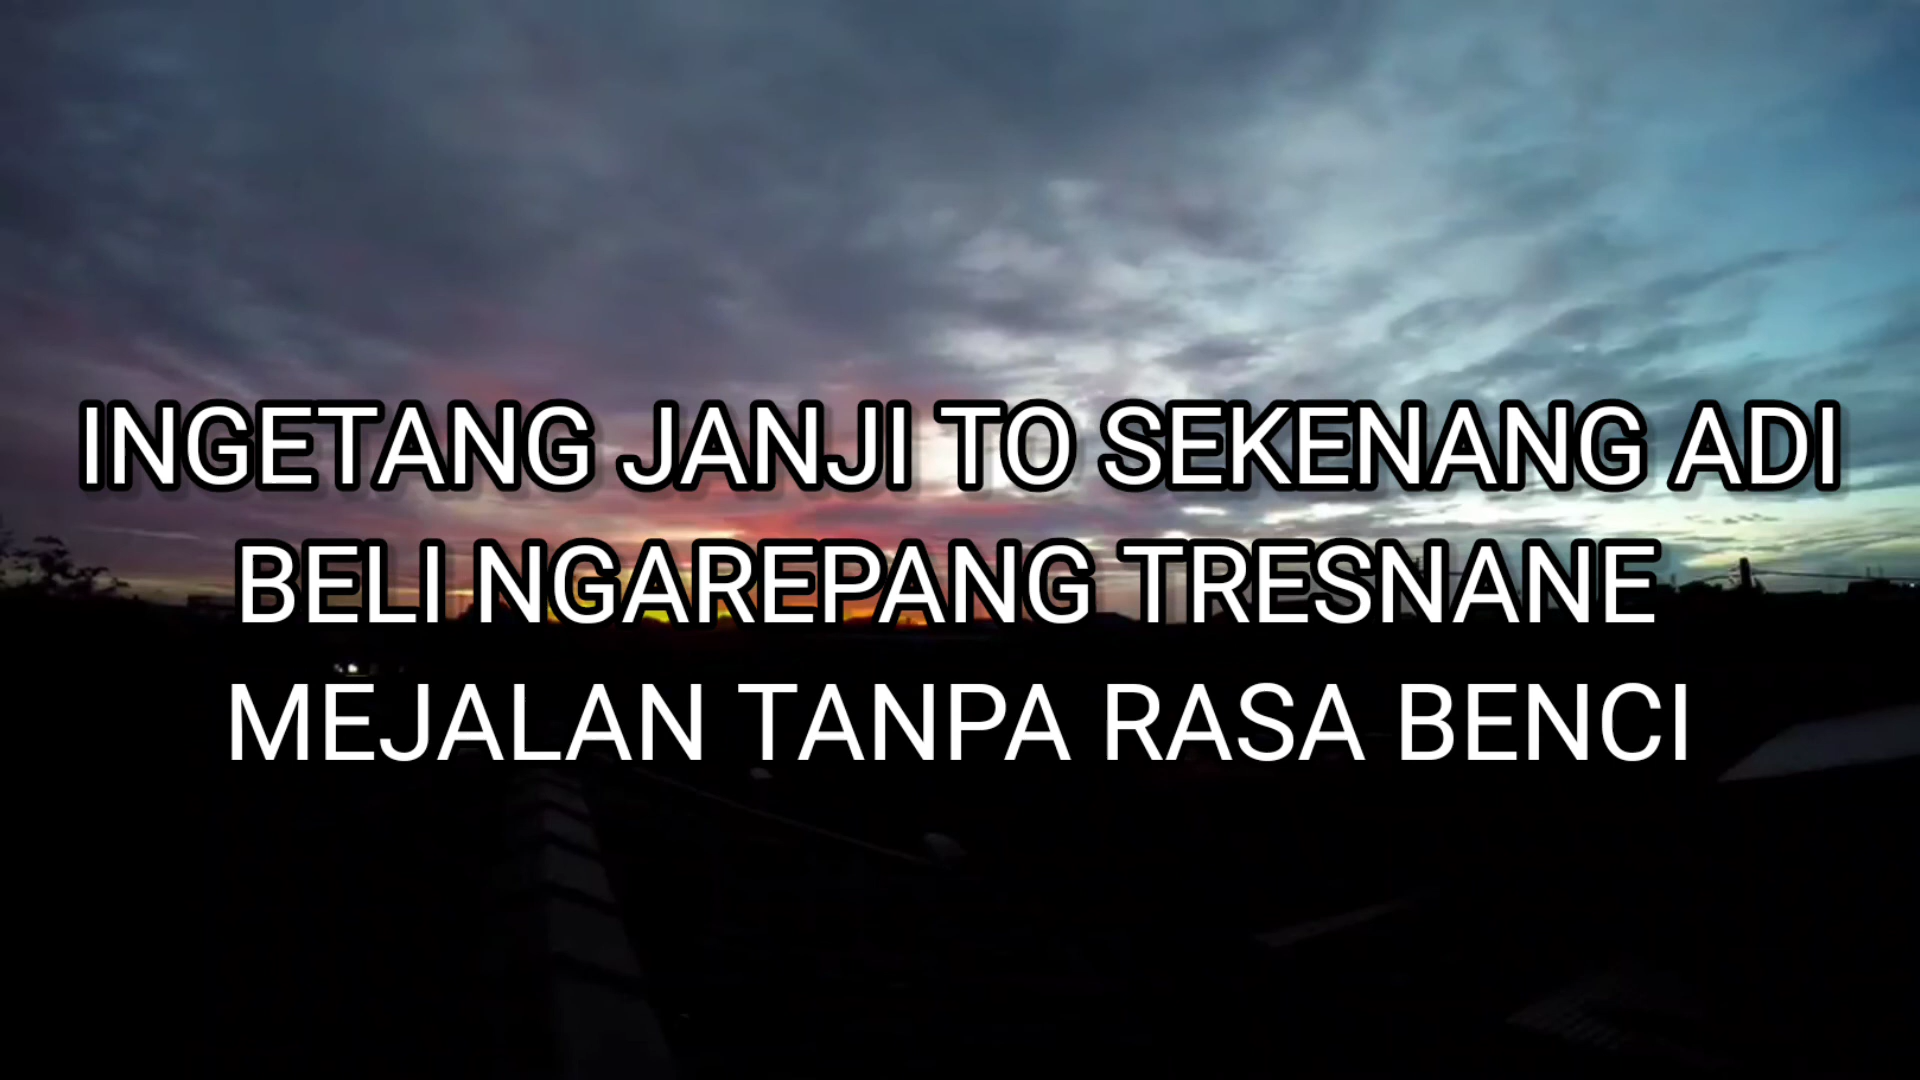 INGETANG JANJI TO SEKENANG ADI
BELI NGAREPANG TRESNANE
MEJALAN TANPA RASA BENCI